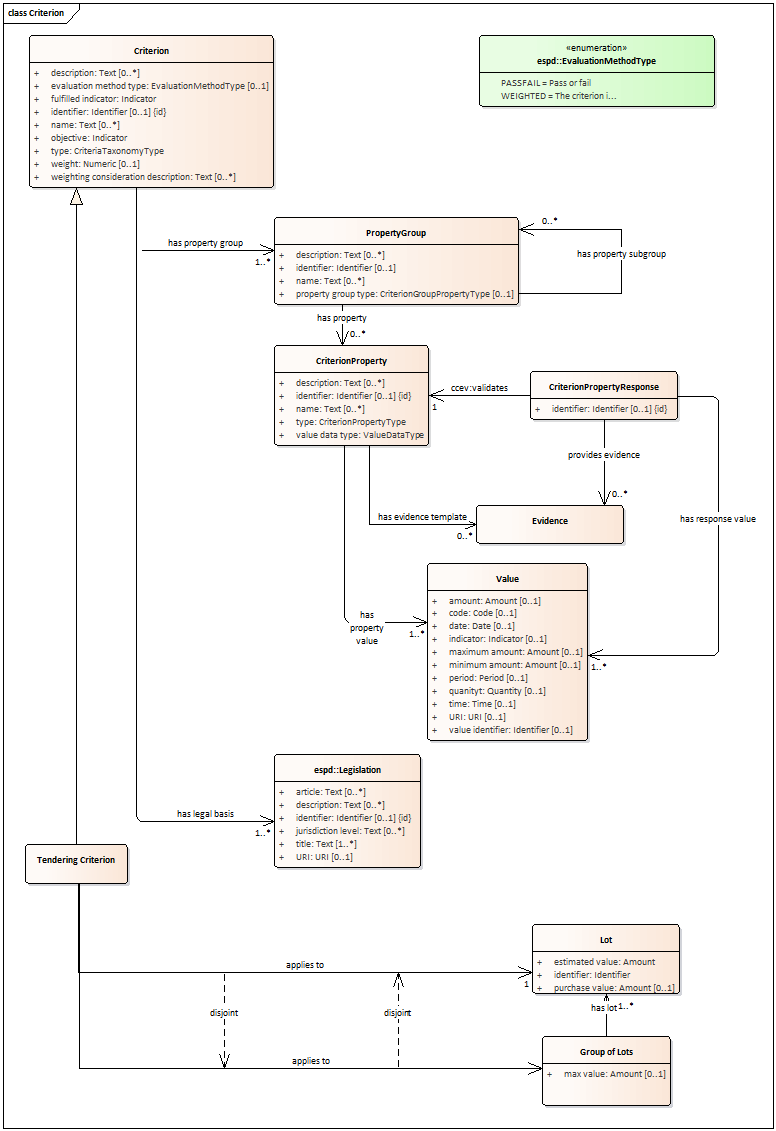 class Criterion
Criterion
+ description: Text [0..*]
+ evaluation method type: EvaluationMethodType [0..1]
+ fulfilled indicator: Indicator
+ identifier: Identifier [0..1] {id}
+ name: Text [0..*]
+ objective: Indicator
+ type: CriteriaTaxonomyType
+ weight: Numeric [0..1]
+ weighting consideration description: Text [0..*]
«enumeration»
espd::EvaluationMethodType
PASSFAIL = Pass or fail
WEIGHTED = The criterion i...
has property group
1..*
PropertyGroup
+ description: Text [0..*]
+ identifier: Identifier [0..1]
+ name: Text [0..*]
+ property group type: CriterionGroupPropertyType [0..1]
0..*
has property subgroup
has property
0..*
CriterionProperty
+ description: Text [0..*]
+ identifier: Identifier [0..1] {id}
+ name: Text [0..*]
+ type: CriterionPropertyType
+ value data type: ValueDataType
ccev:validates
1
CriterionPropertyResponse
+ identifier: Identifier [0..1] {id}
provides evidence
0..*
has evidence template
0..*
Evidence
has response value
1..*
has
property
value
1..*
Value
+ amount: Amount [0..1]
+ code: Code [0..1]
+ date: Date [0..1]
+ indicator: Indicator [0..1]
+ maximum amount: Amount [0..1]
+ minimum amount: Amount [0..1]
+ period: Period [0..1]
+ quanityt: Quantity [0..1]
+ time: Time [0..1]
+ URI: URI [0..1]
+ value identifier: Identifier [0..1]
has legal basis
1..*
espd::Legislation
+ article: Text [0..*]
+ description: Text [0..*]
+ identifier: Identifier [0..1] {id}
+ jurisdiction level: Text [0..*]
+ title: Text [1..*]
+ URI: URI [0..1]
Tendering Criterion
applies to
1
Lot
+ estimated value: Amount
+ identifier: Identifier
+ purchase value: Amount [0..1]
disjoint
disjoint
has lot
1..*
applies to
Group of Lots
+ max value: Amount [0..1]